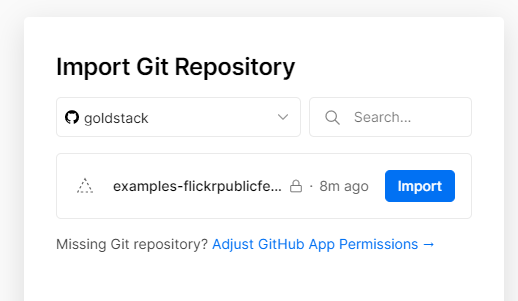 Import Git Repository
goldstack
Search...
examples-flickrpublicfe... · 8m ago
Import
Missing Git repository? Adjust GitHub App Permissions →